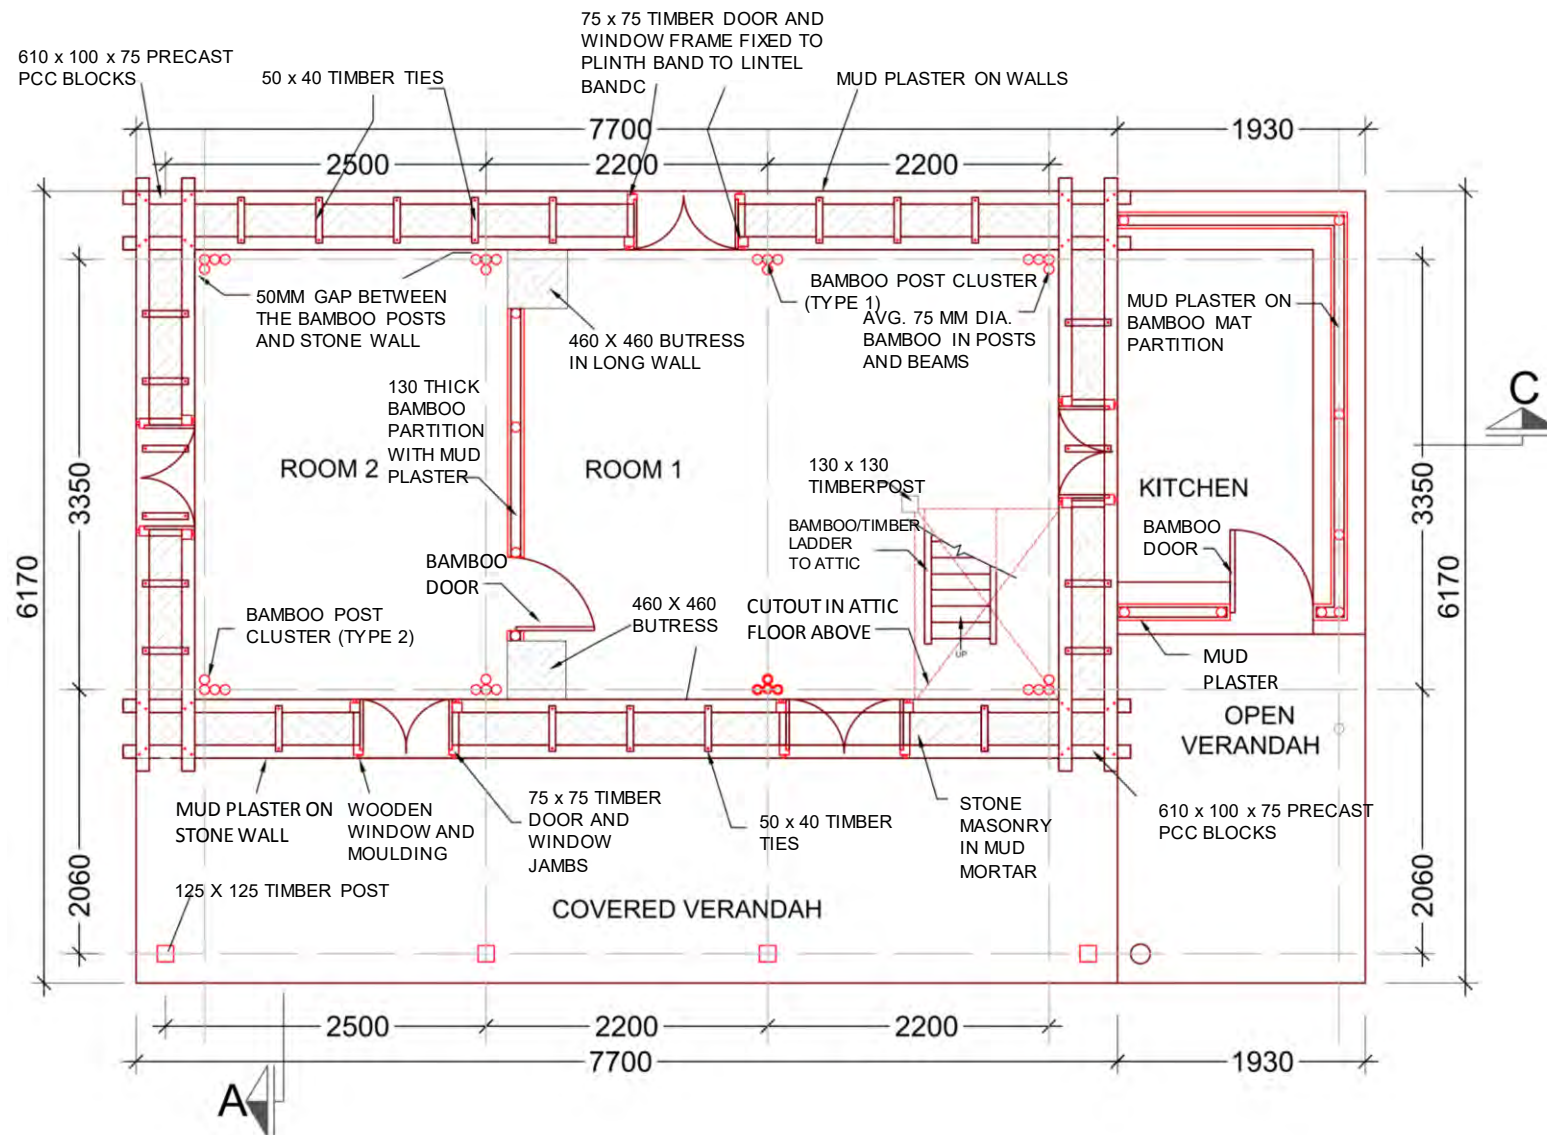 75 x 75 TIMBER DOOR AND
WINDOW FRAME FIXED TO
PLINTH BAND TO LINTEL
BANDC
610 x 100 x 75 PRECAST
PCC BLOCKS
50 x 40 TIMBER TIES
MUD PLASTER ON WALLS
7700
1930
2500
2200
2200
50MM GAP BETWEEN
THE BAMBOO POSTS
AND STONE WALL
460 X 460 BUTRESS
IN LONG WALL
BAMBOO POST CLUSTER
(TYPE 1)
AVG. 75 MM DIA.
BAMBOO IN POSTS
AND BEAMS
MUD PLASTER ON
BAMBOO MAT
PARTITION
130 THICK
BAMBOO
PARTITION
WITH MUD
PLASTER
C
ROOM 2
ROOM 1
130 x 130
TIMBERPOST
KITCHEN
3350
3350
BAMBOO/TIMBER
LADDER
TO ATTIC
BAMBOO
DOOR
BAMBOO
DOOR
6170
6170
BAMBOO POST
CLUSTER (TYPE 2)
460 X 460
BUTRESS
CUTOUT IN ATTIC
FLOOR ABOVE
UP
MUD
PLASTER
OPEN
VERANDAH
MUD PLASTER ON
STONE WALL
WOODEN
WINDOW AND
MOULDING
75 x 75 TIMBER
DOOR AND
WINDOW
JAMBS
50 x 40 TIMBER
TIES
STONE
MASONRY
IN MUD
MORTAR
610 x 100 x 75 PRECAST
PCC BLOCKS
2060
2060
125 X 125 TIMBER POST
COVERED VERANDAH
2500
2200
2200
7700
1930
A